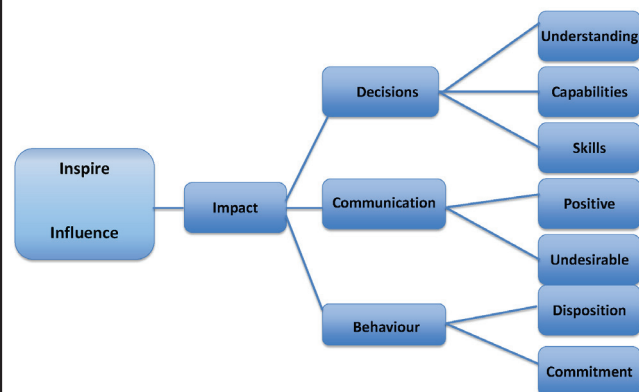 Inspire
Influence
Impact
Decisions
Communication
Behaviour
Understanding
Capabilities
Skills
Positive
Undesirable
Disposition
Commitment